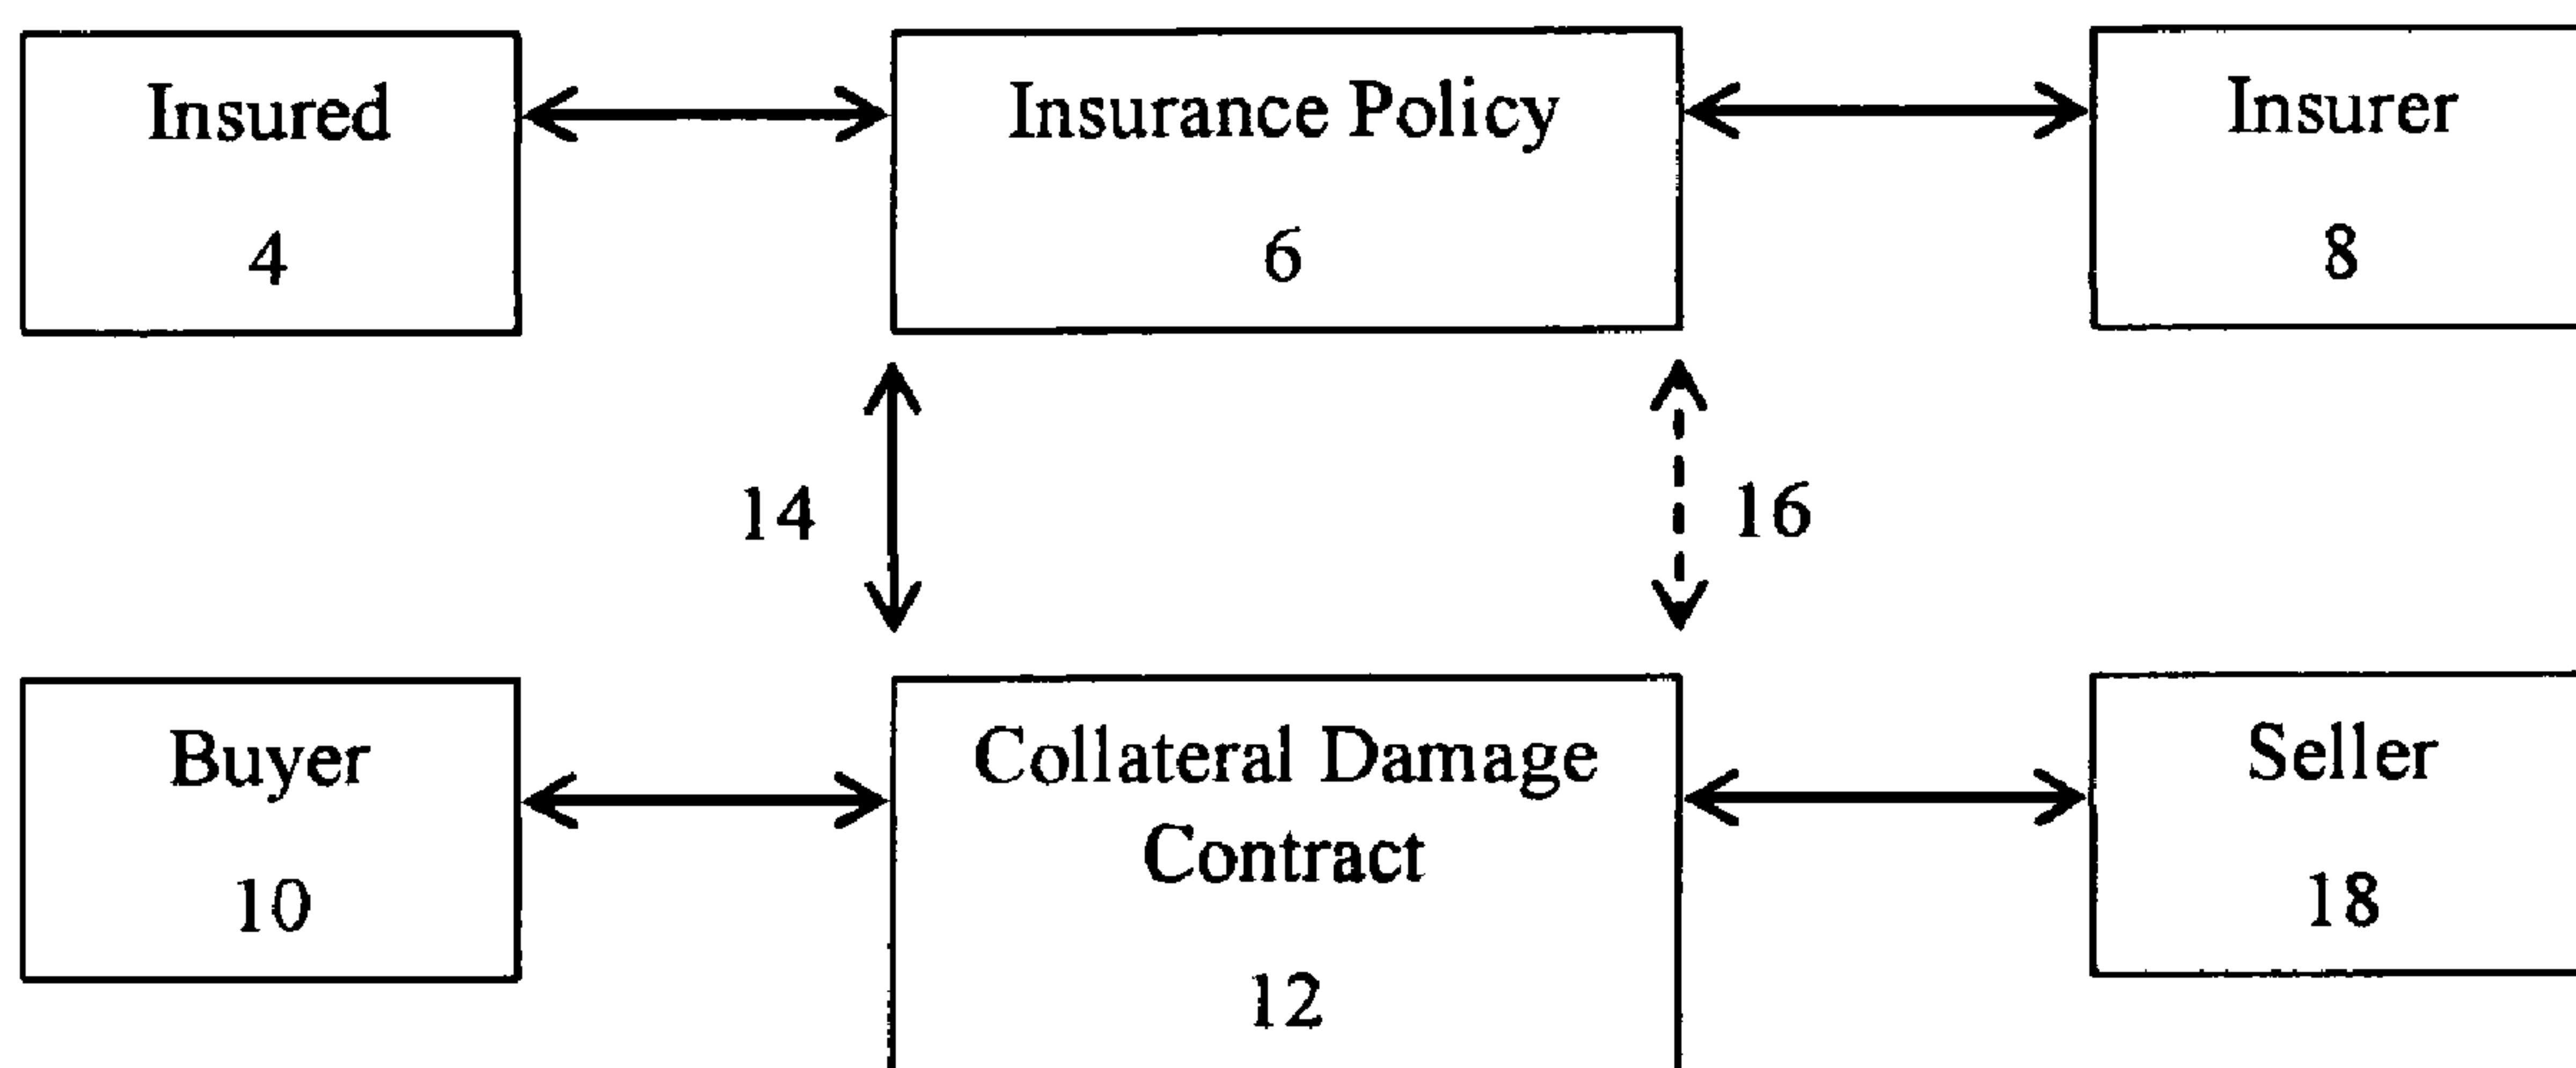 Insured
4
Insurance Policy
6
Insurer
8
14
16
Buyer
10
Collateral Damage
Contract
12
Seller
18